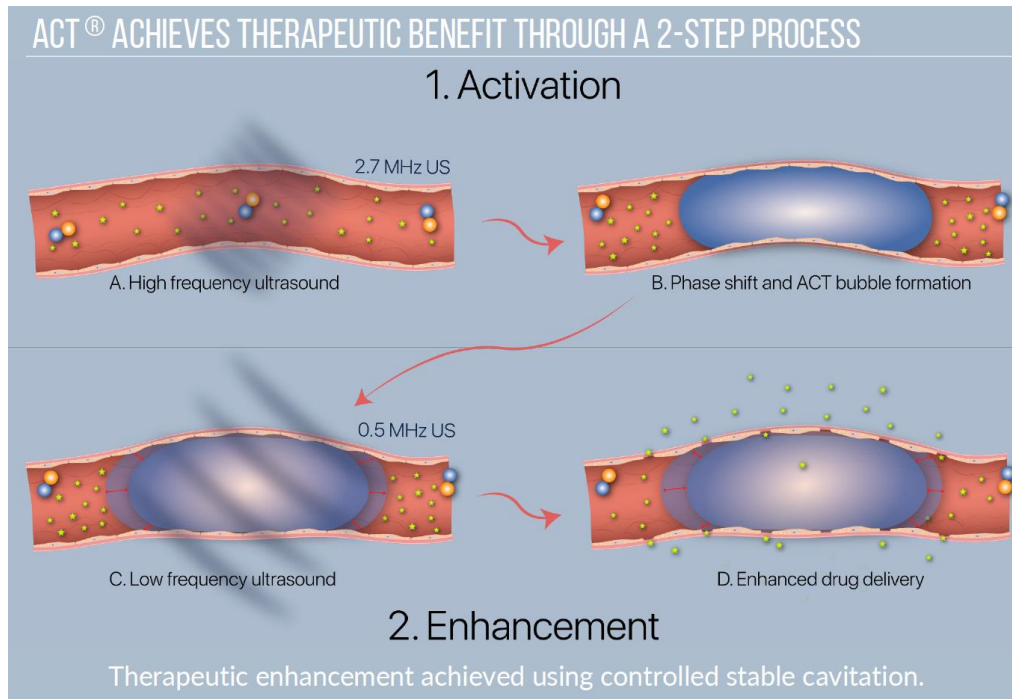 ACT ® ACHIEVES THERAPEUTIC BENEFIT THROUGH A 2-STEP PROCESS
1. Activation
2.7 MHz US
A. High frequency ultrasound
B. Phase shift and ACT bubble formation
0.5 MHz US
C. Low frequency ultrasound
D. Enhanced drug delivery
2. Enhancement
Therapeutic enhancement achieved using controlled stable cavitation.